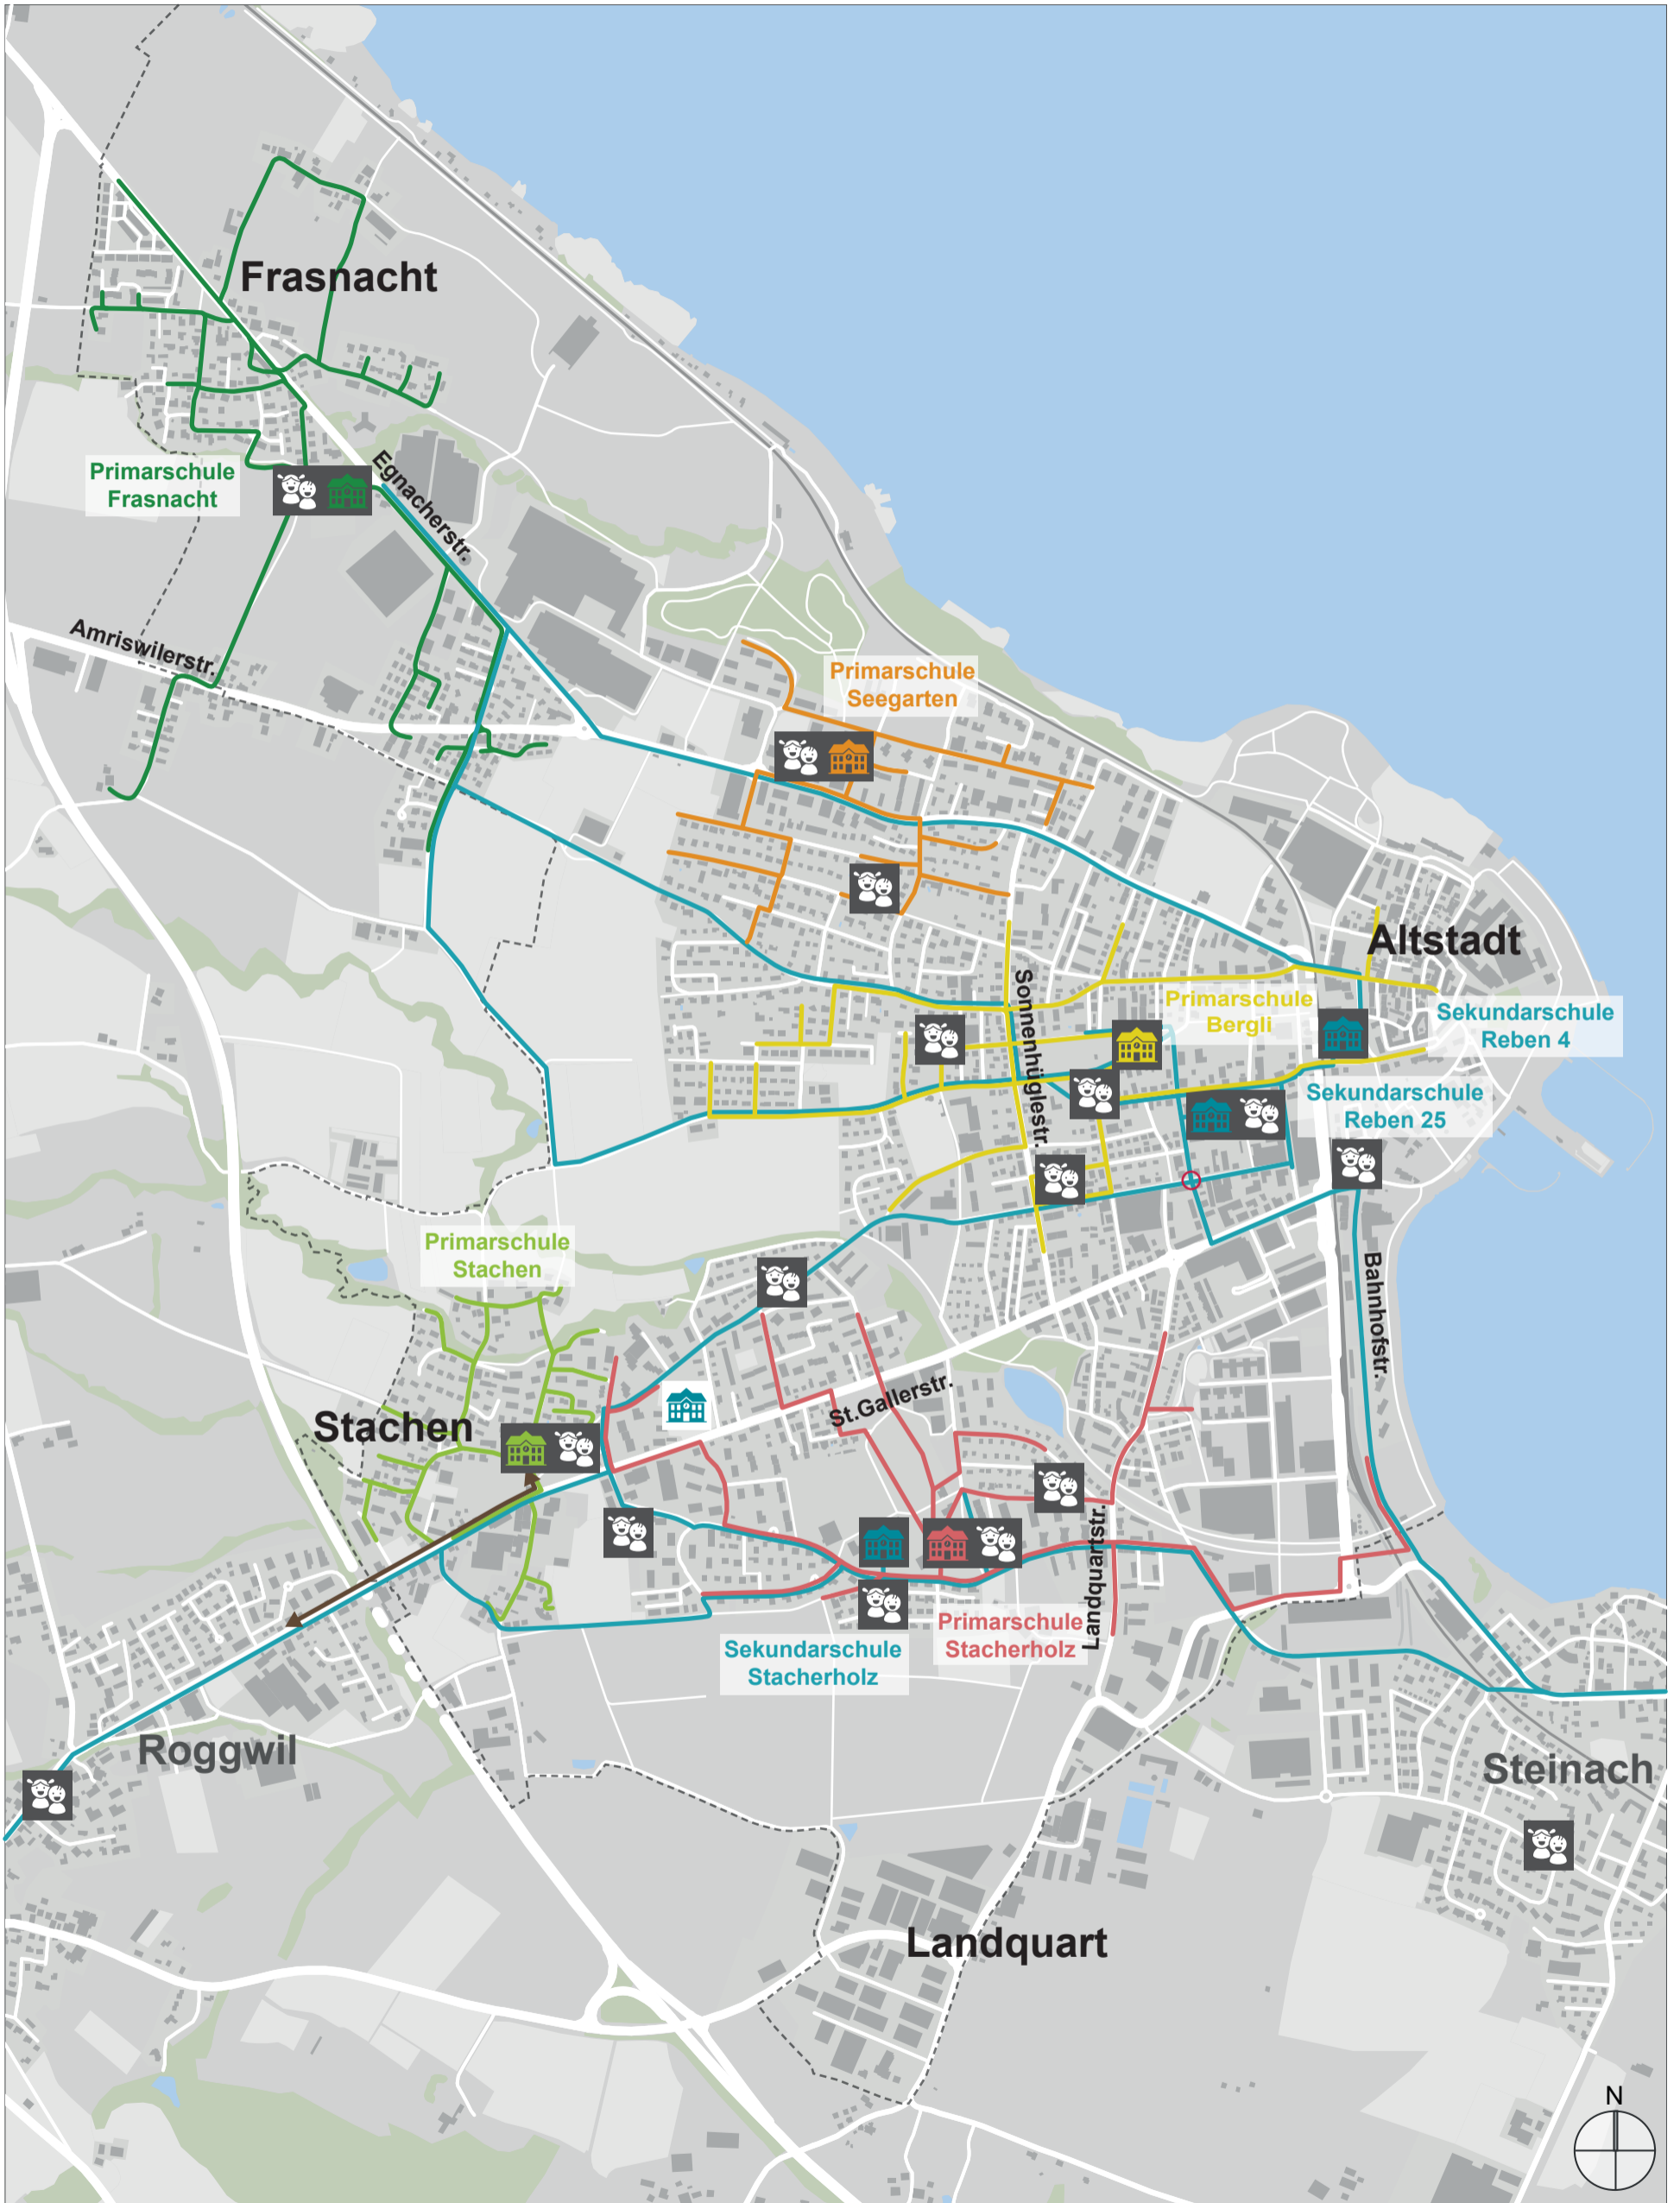 Frasnacht
Primarschule
Frasnacht
Egnacherstr.
Amriswilerstr.
Primarschule
Seegarten
Altstadt
Sonnenhüglestr.
Primarschule
Bergli
Sekundarschule
Reben 4
Sekundarschule
Reben 25
Primarschule
Stachen
Bahnhofstr.
Stachen
St.Gallerstr.
Landquartstr.
Primarschule
Stacherholz
Sekundarschule
Stacherholz
Roggwil
Steinach
Landquart
N